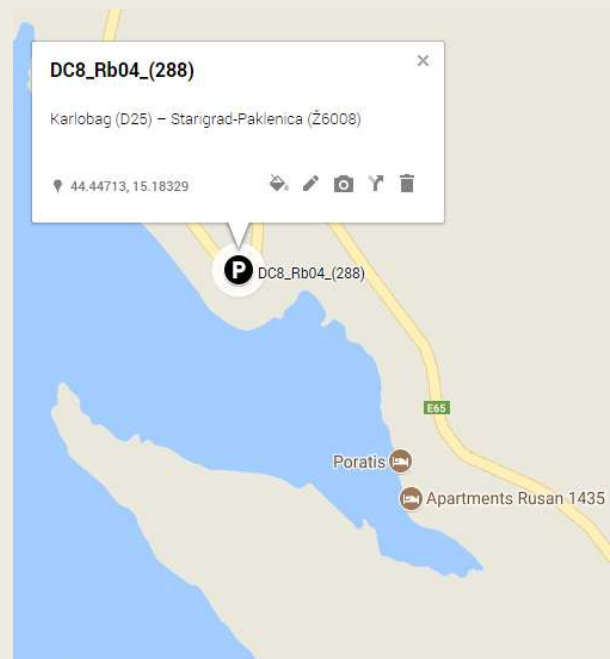 DC8_Rb04_(288)
Karlobag (D25) – Starigrad-Paklenica (Ž6008)
44.44713, 15.18329
P
DC8_Rb04_(288)
E65
Poratis
Apartments Rusan 1435